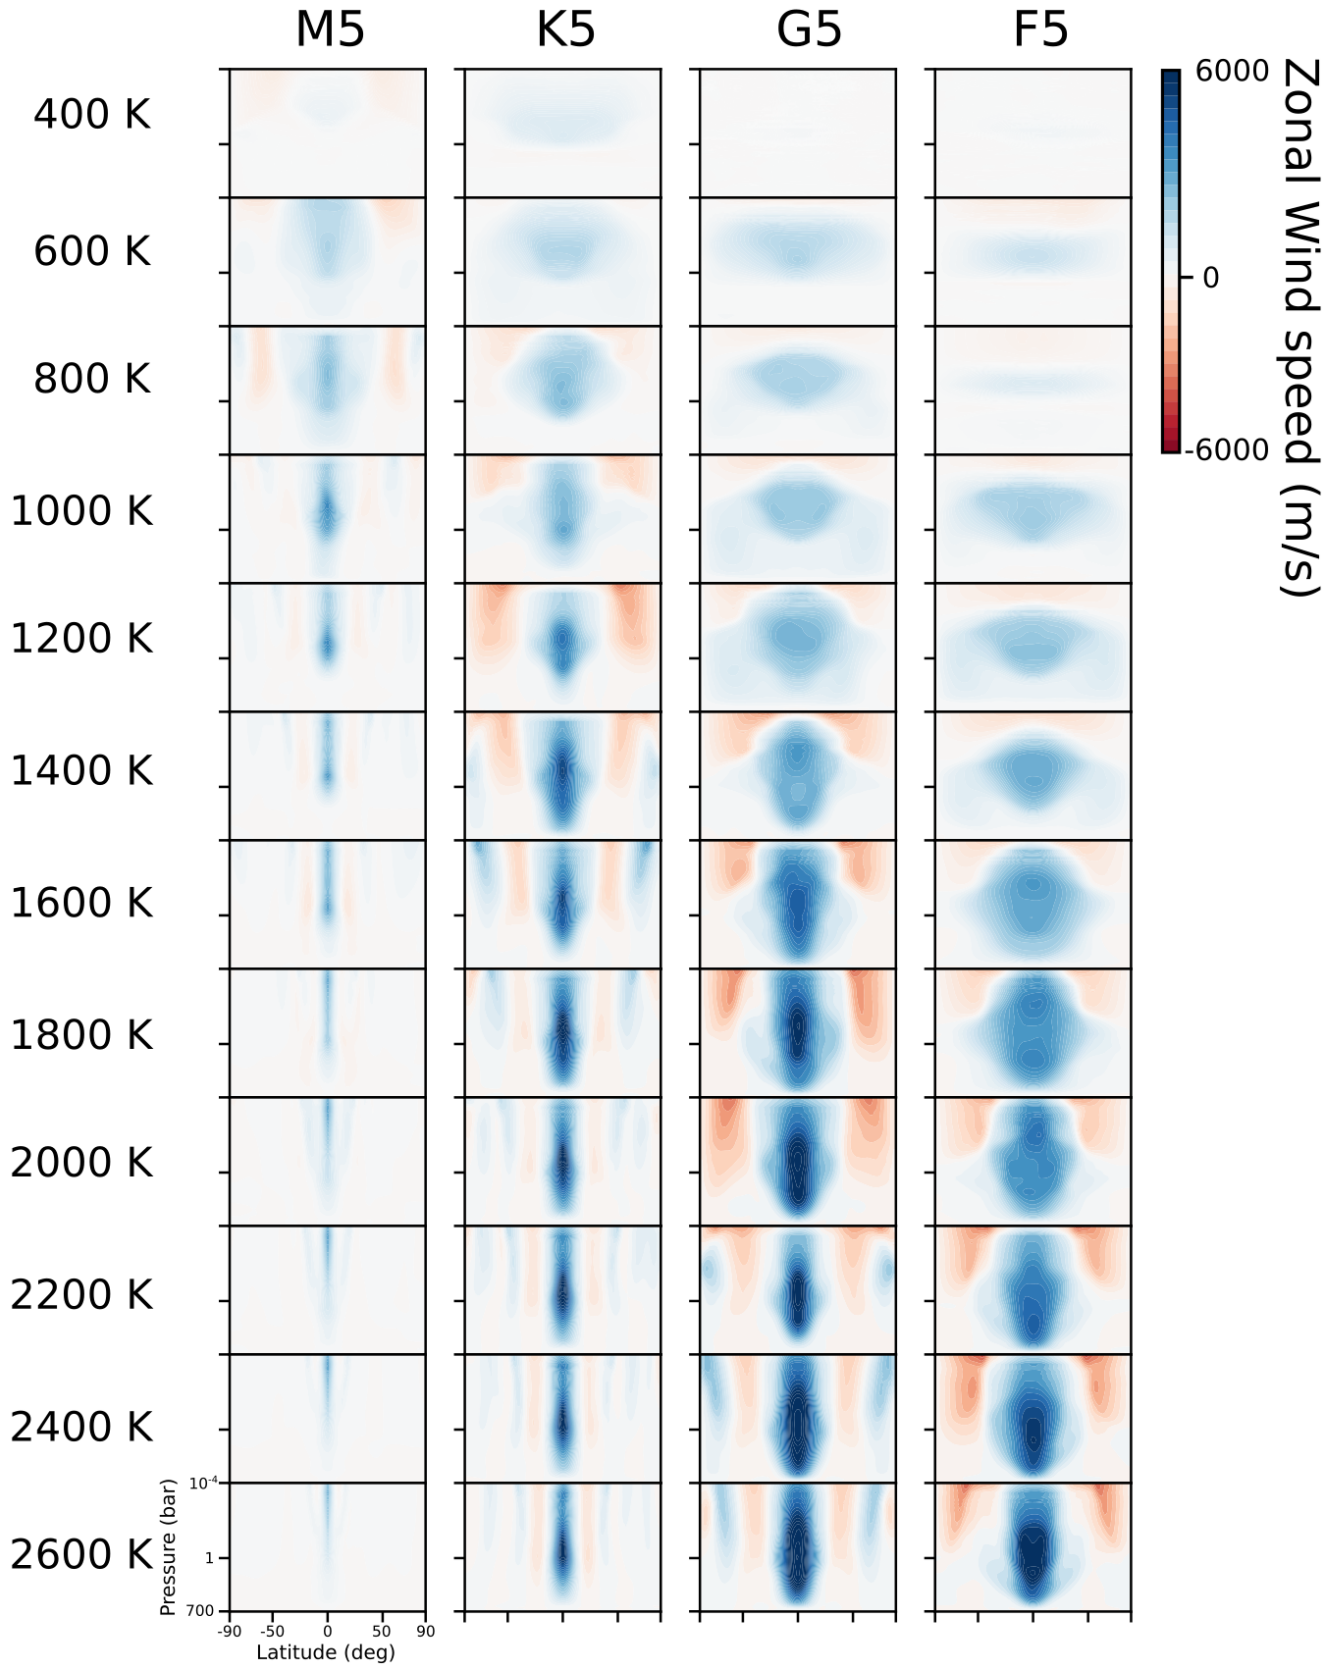 M5 K5 G5 F5
6000
0
-6000
Zonal Wind speed (m/s)
400 K
600 K
800 K
1000 K
1200 K
1400 K
1600 K
1800 K
2000 K
2200 K
2400 K
2600 K
10⁻⁴
1
700
Pressure (bar)
-90 -50 0 50 90
Latitude (deg)